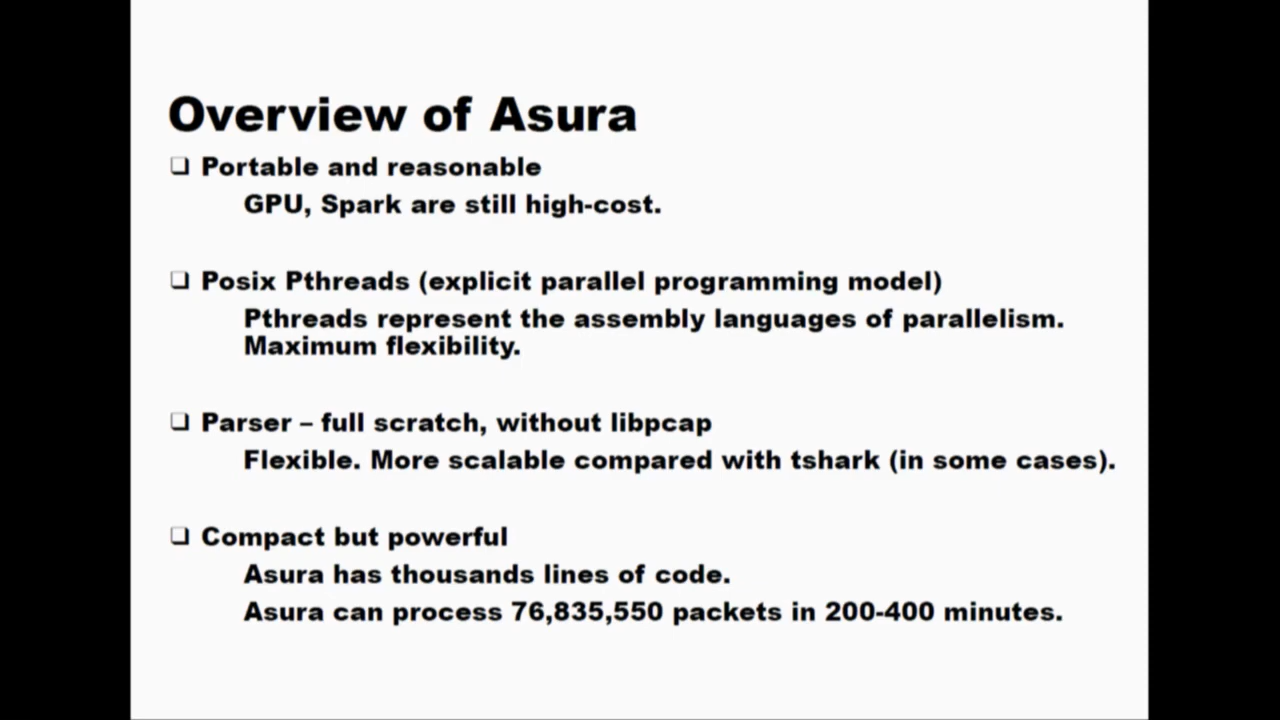 Overview of Asura
❑ Portable and reasonable
GPU, Spark are still high-cost.
❑ Posix Pthreads (explicit parallel programming model)
Pthreads represent the assembly languages of parallelism.
Maximum flexibility.
❑ Parser – full scratch, without libpcap
Flexible. More scalable compared with tshark (in some cases).
❑ Compact but powerful
Asura has thousands lines of code.
Asura can process 76,835,550 packets in 200-400 minutes.